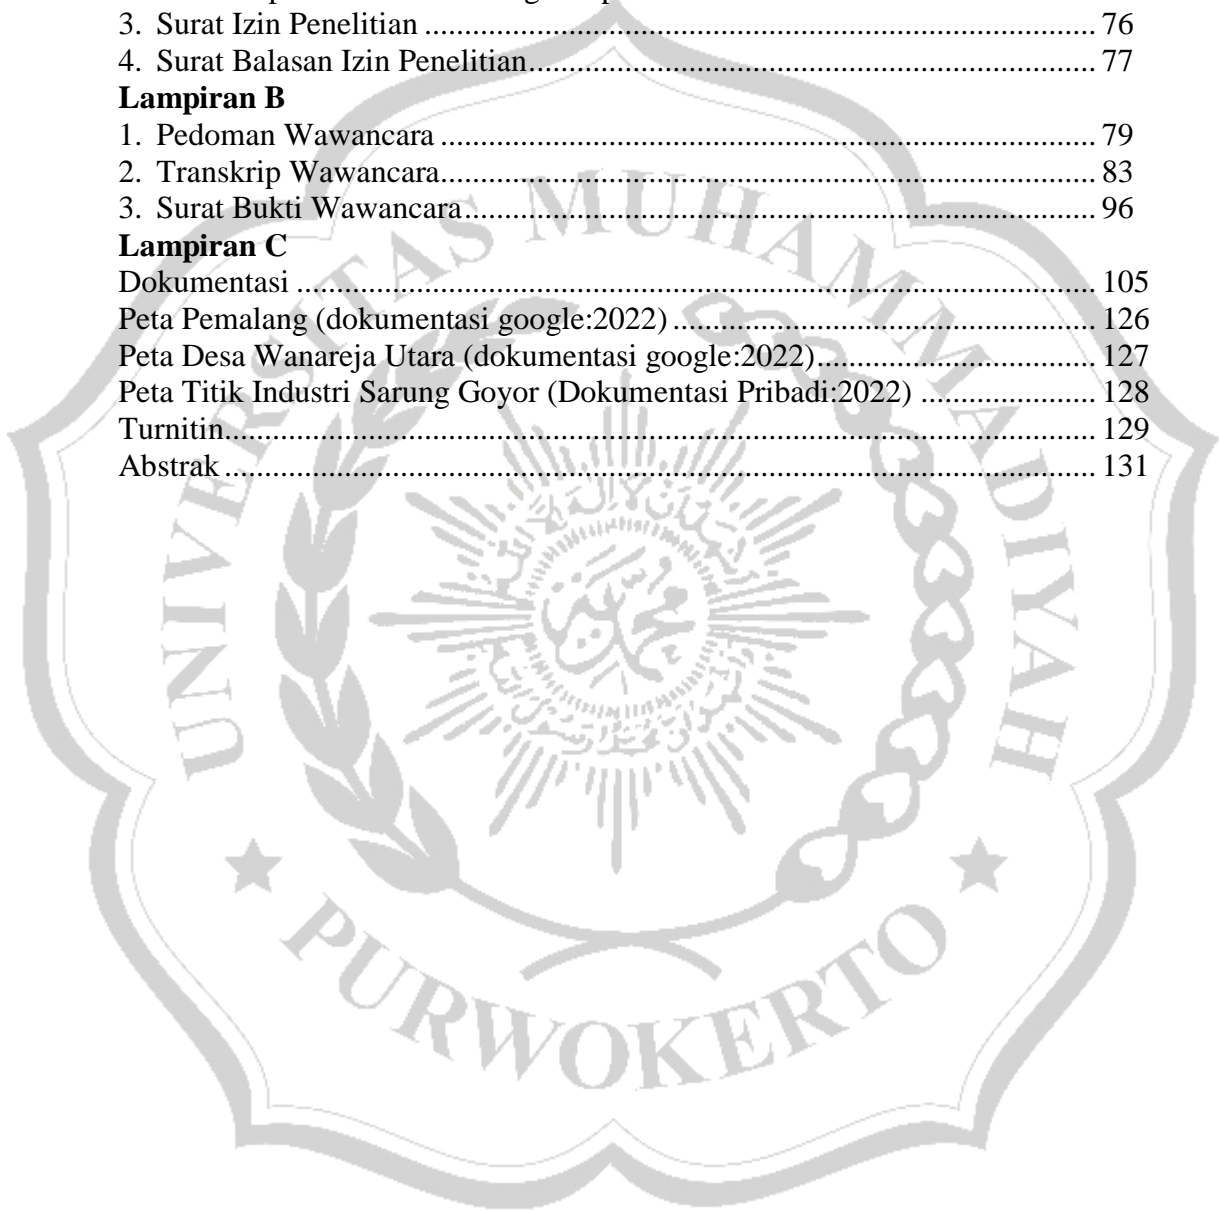 3. Surat Izin Penelitian .................................................................................... 76
4. Surat Balasan Izin Penelitian....................................................................... 77
Lampiran B
1. Pedoman Wawancara .................................................................................. 79
2. Transkrip Wawancara.................................................................................. 83
3. Surat Bukti Wawancara............................................................................... 96
Lampiran C
Dokumentasi .................................................................................................... 105
Peta Pemalang (dokumentasi google:2022) ..................................................... 126
Peta Desa Wanareja Utara (dokumentasi google:2022)................................... 127
Peta Titik Industri Sarung Goyor (Dokumentasi Pribadi:2022) ...................... 128
Turnitin............................................................................................................. 129
Abstrak ............................................................................................................. 131
UNIVERSITAS MUHAMMADIYAH
PURWOKERTO